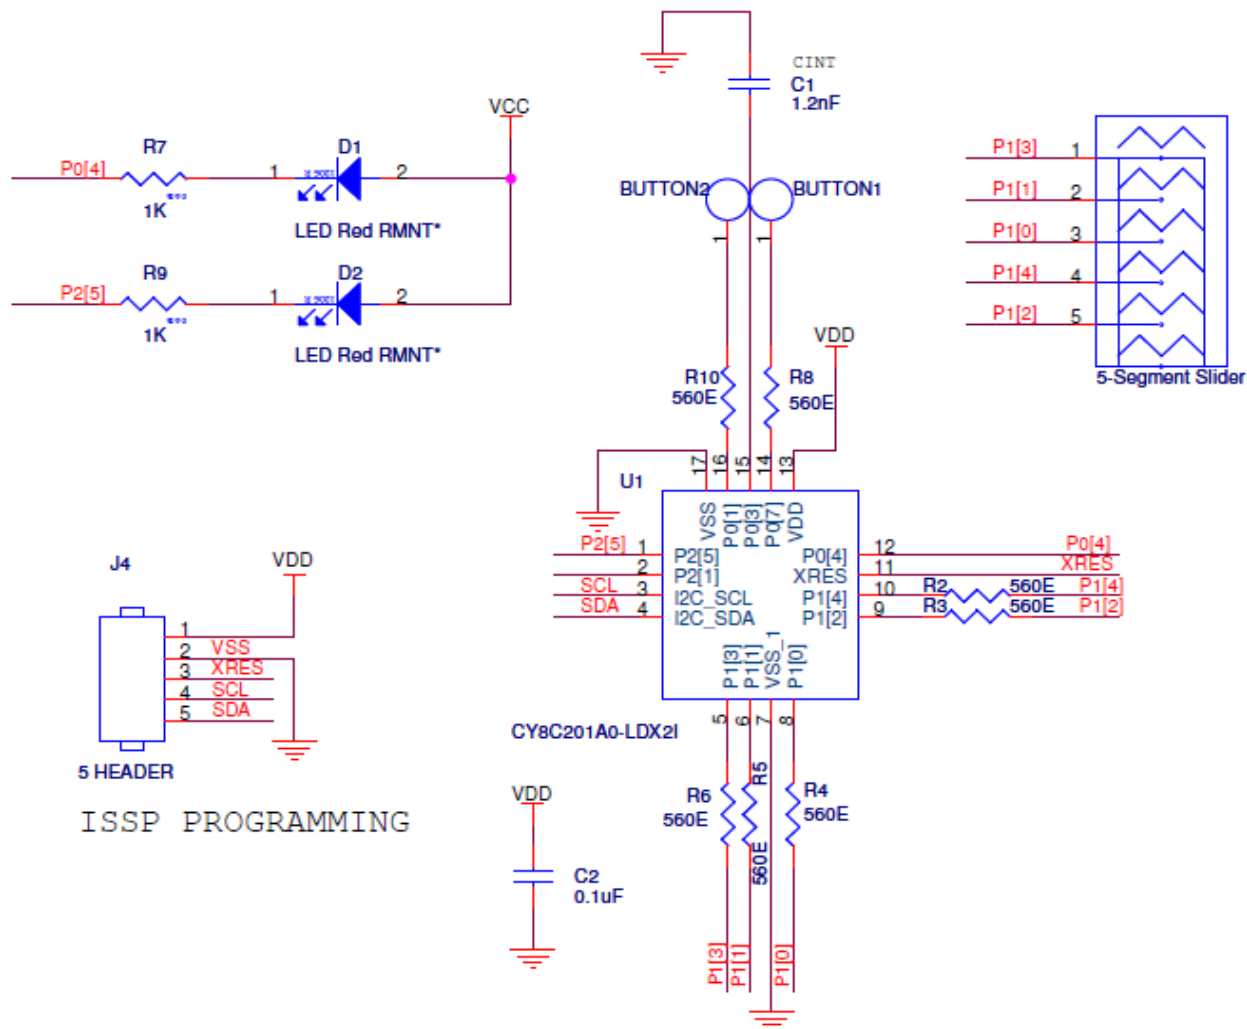 CINT
C1
1.2nF
VCC
R7
D1
P0[4]
1
2
1K
LED Red RMNT*
R9
D2
P2[5]
1
2
1K
LED Red RMNT*
BUTTON2
BUTTON1
1
1
P1[3]
1
P1[1]
2
P1[0]
3
P1[4]
4
P1[2]
5
5-Segment Slider
VDD
R10
560E
R8
560E
17
16
15
14
13
U1
VSS
P0[1]
P0[3]
P0[7]
VDD
P2[5]
1
P2[5]
2
P2[1]
SCL
3
I2C_SCL
SDA
4
I2C_SDA
P0[4]
12
P0[4]
XRES
11
XRES
P1[4]
10
R2
560E
P1[4]
P1[2]
9
R3
560E
P1[2]
P1[3]
P1[1]
VSS_1
P1[0]
5
6
7
8
CY8C201A0-LDX2I
R6
560E
R5
560E
R4
560E
P1[3]
P1[1]
P1[0]
J4
VDD
1
2
VSS
3
XRES
4
SCL
5
SDA
5 HEADER
ISSP PROGRAMMING
VDD
C2
0.1uF